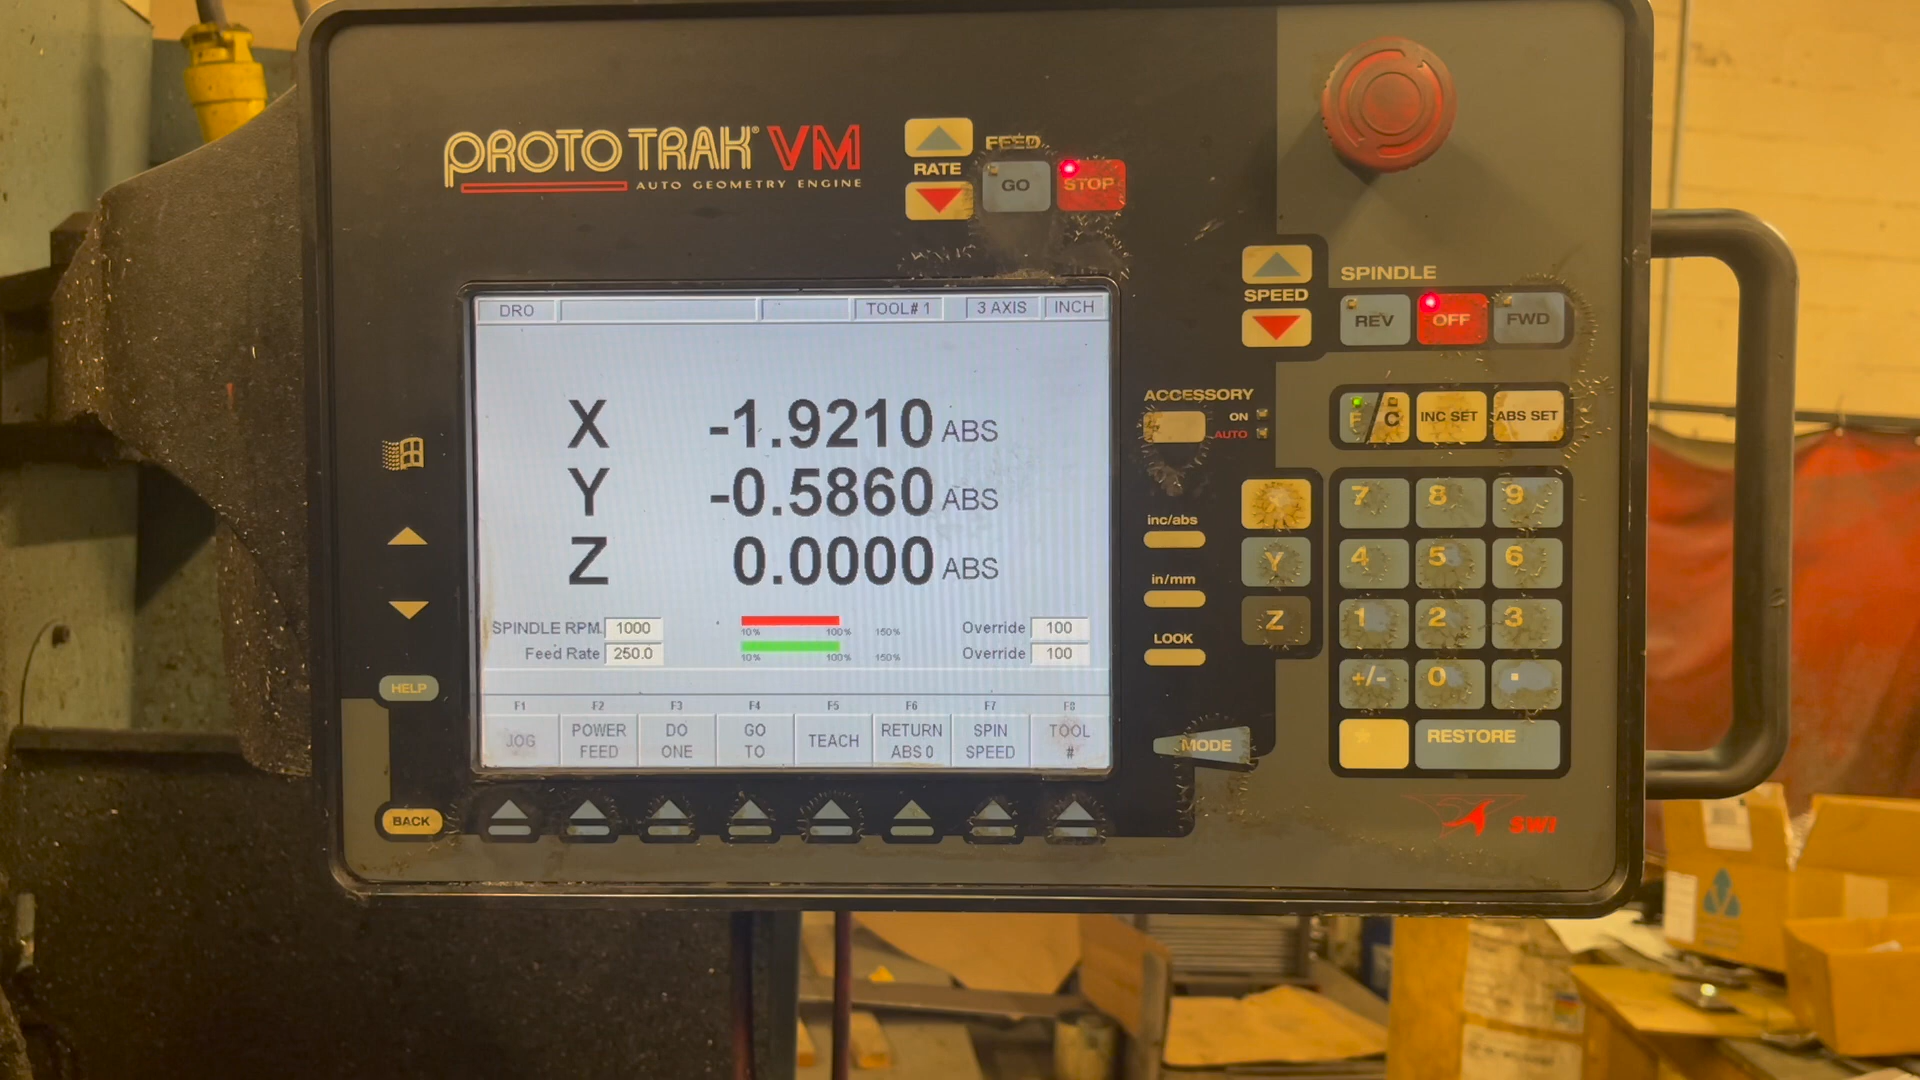 PROTOTRAK® VM
AUTO GEOMETRY ENGINE
RATE
FEED
GO
STOP
SPEED
SPINDLE
REV
OFF
FWD
DRO
TOOL# 1
3 AXIS
INCH
X -1.9210 ABS
Y -0.5860 ABS
Z 0.0000 ABS
SPINDLE RPM 1000
10% 100% 150%
Override 100
Feed Rate 250.0
10% 100% 150%
Override 100
F1 F2 F3 F4 F5 F6 F7 F8
JOG
POWER
FEED
DO
ONE
GO
TO
TEACH
RETURN
ABS 0
SPIN
SPEED
TOOL
#
HELP
BACK
ACCESSORY
ON
AUTO
inc/abs
in/mm
LOOK
MODE
F/C
INC SET
ABS SET
Y
Z
7 8 9
4 5 6
1 2 3
+/- 0 .
*
RESTORE
SWI